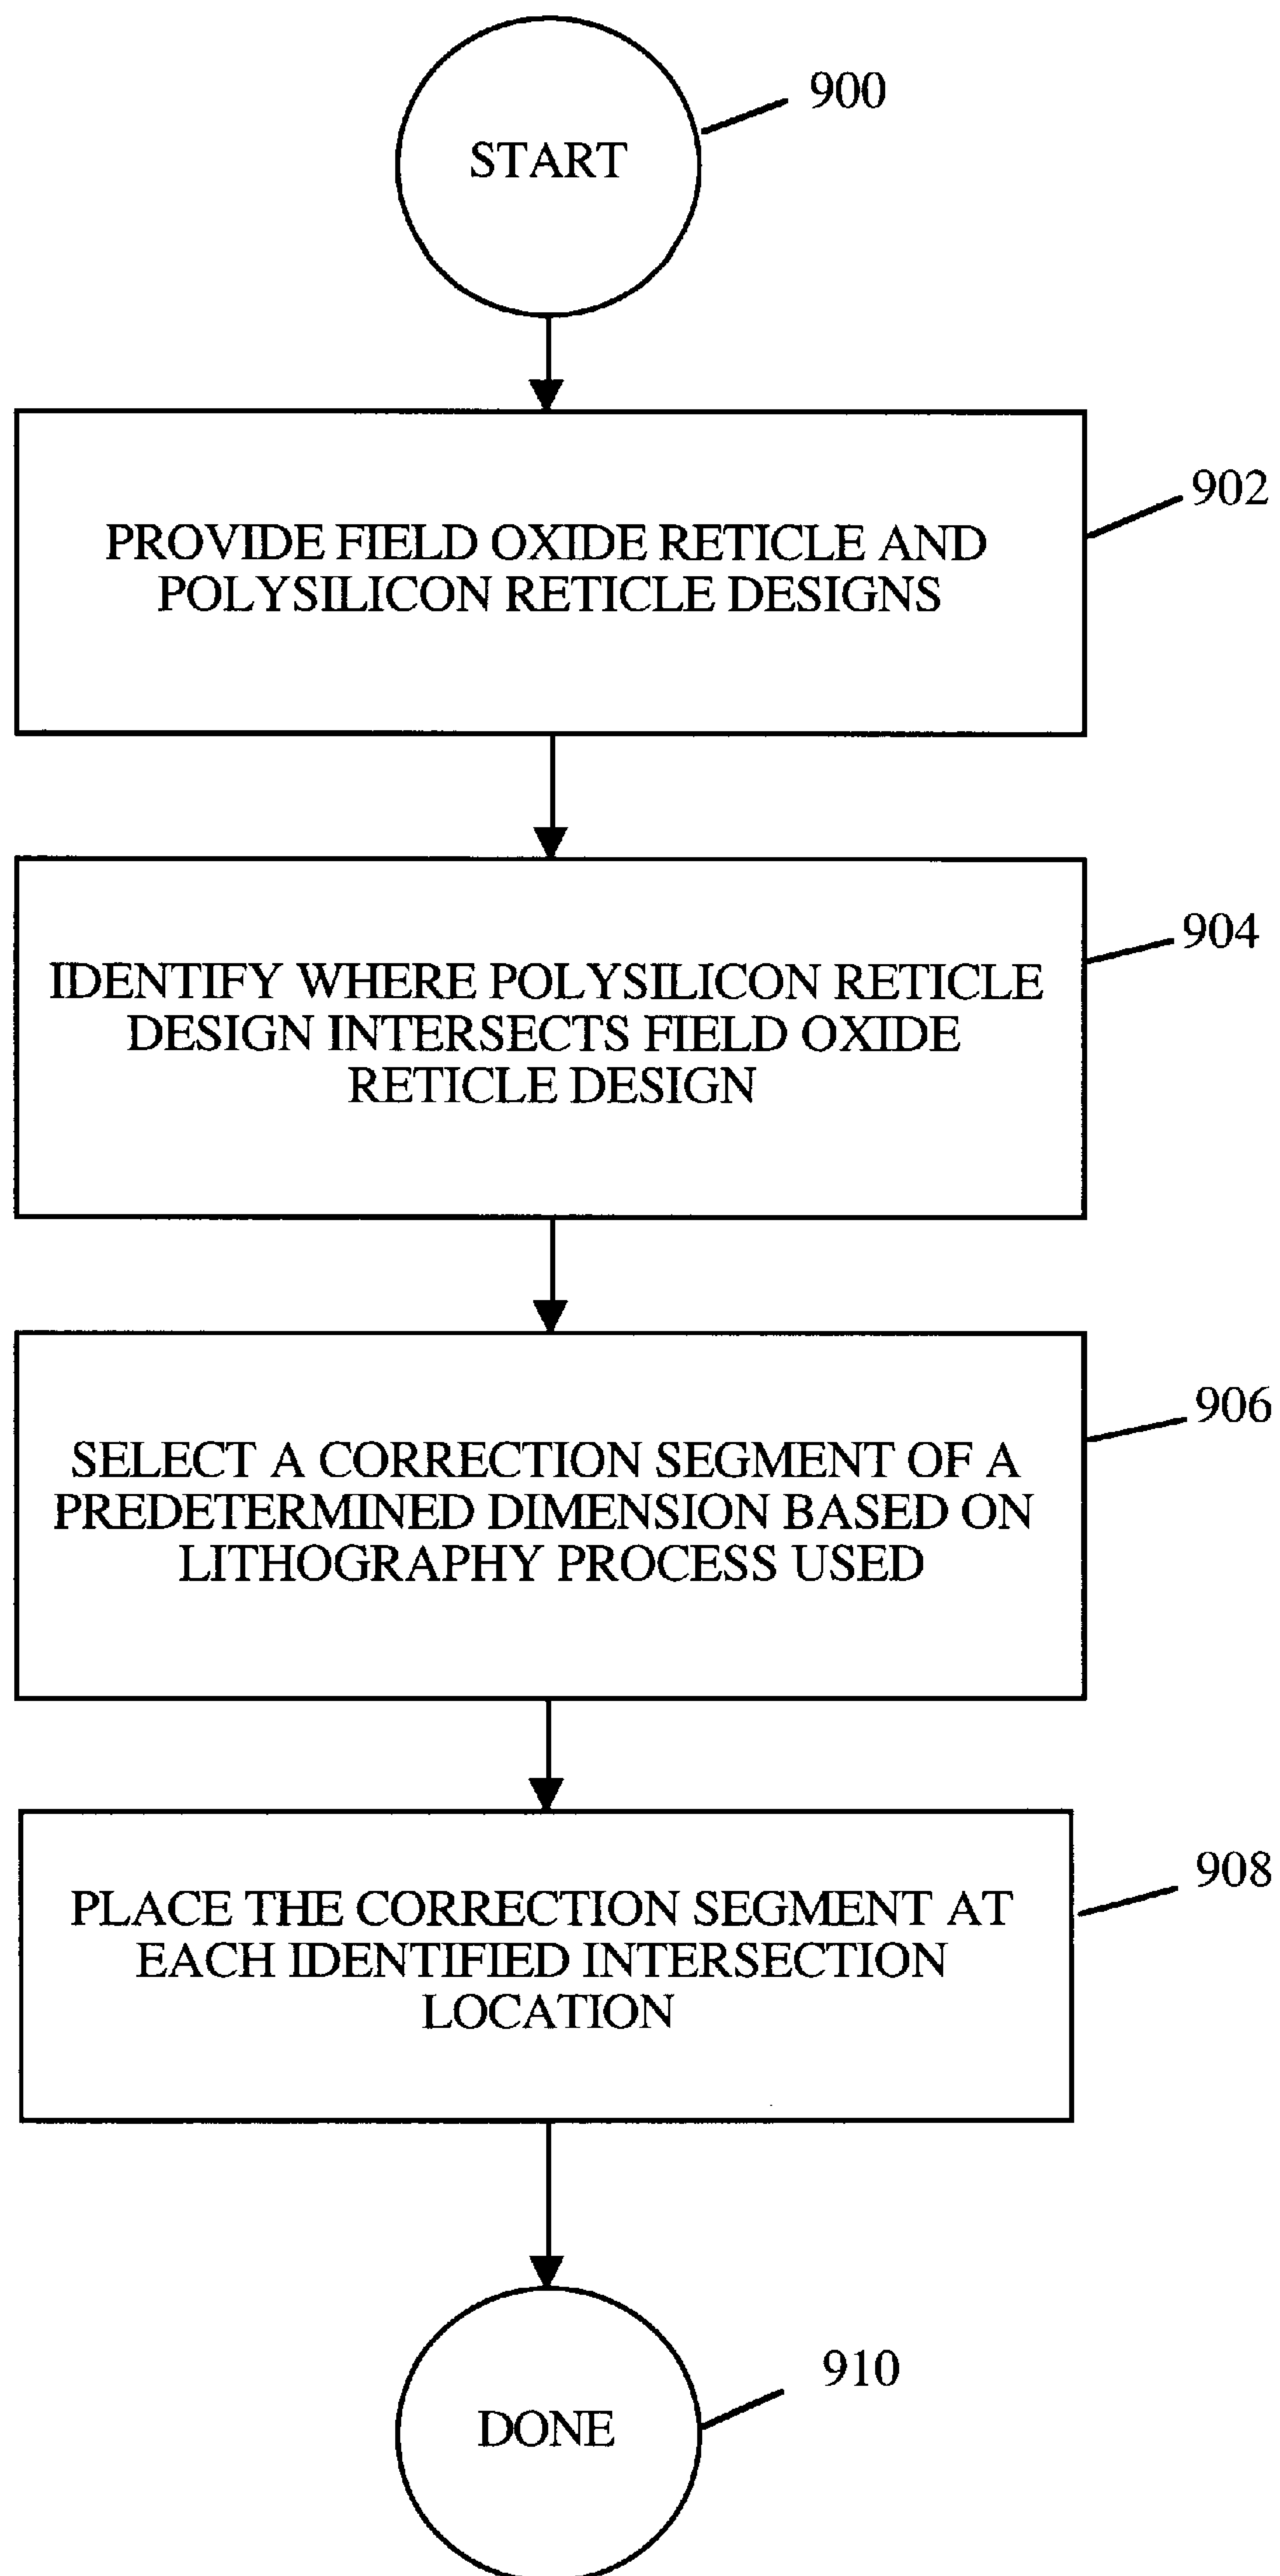 START
900
PROVIDE FIELD OXIDE RETICLE AND
POLYSILICON RETICLE DESIGNS
902
IDENTIFY WHERE POLYSILICON RETICLE
DESIGN INTERSECTS FIELD OXIDE
RETICLE DESIGN
904
SELECT A CORRECTION SEGMENT OF A
PREDETERMINED DIMENSION BASED ON
LITHOGRAPHY PROCESS USED
906
PLACE THE CORRECTION SEGMENT AT
EACH IDENTIFIED INTERSECTION
LOCATION
908
DONE
910